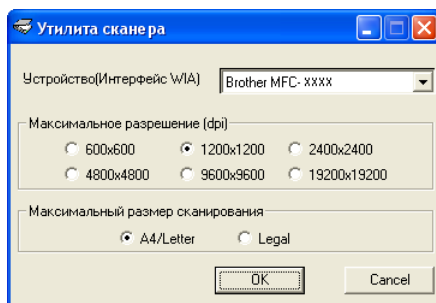 Утилита сканера
Устройство(Интерфейс WIA) Brother MFC- XXXX
Максимальное разрешение (dpi)
600x600 1200x1200 2400x2400
4800x4800 9600x9600 19200x19200
Максимальный размер сканирования
A4/Letter Legal
OK Cancel